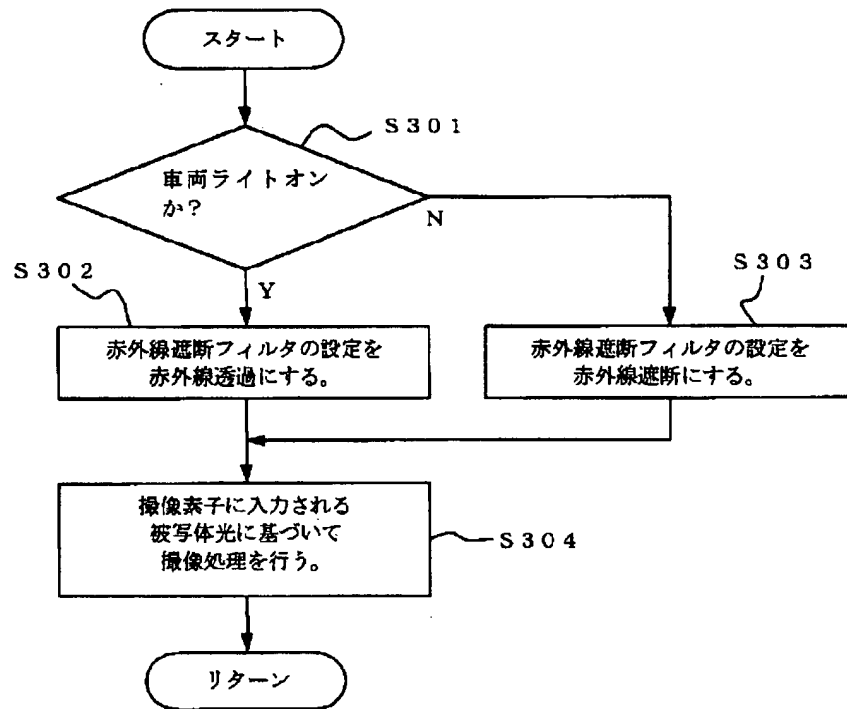 スタート
S301
車両ライトオン
か?
N
S302
Y
S303
赤外線遮断フィルタの設定を
赤外線透過にする。
赤外線遮断フィルタの設定を
赤外線遮断にする。
撮像素子に入力される
被写体光に基づいて
撮像処理を行う。
S304
リターン